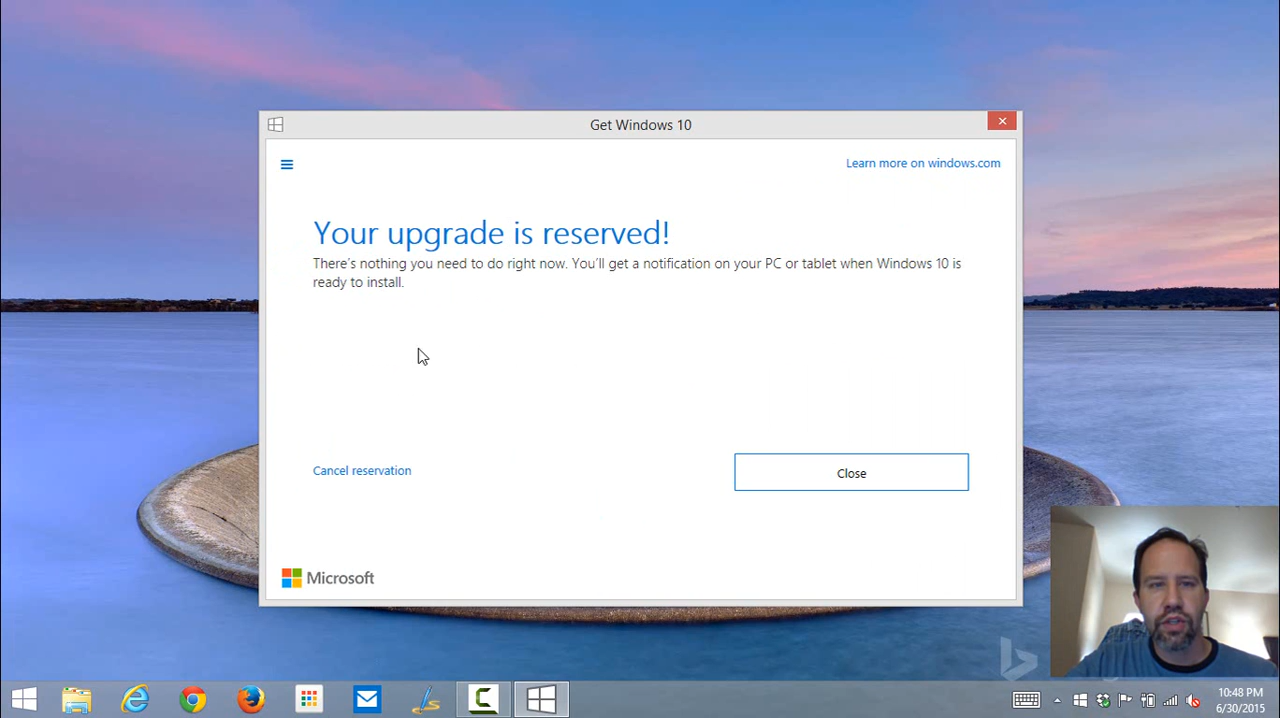 Get Windows 10
Learn more on windows.com
Your upgrade is reserved!
There's nothing you need to do right now. You'll get a notification on your PC or tablet when Windows 10 is
ready to install.
Cancel reservation
Close
Microsoft
10:48 PM
6/30/2015